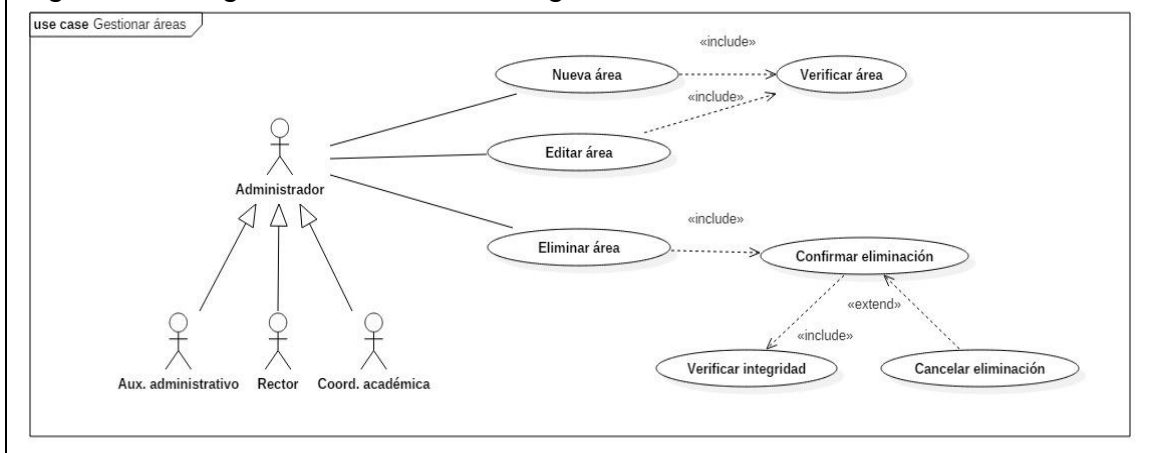 use case Gestionar áreas
«include»
Nueva área
Verificar área
«include»
Editar área
Administrador
«include»
Eliminar área
Confirmar eliminación
«extend»
«include»
Verificar integridad
Cancelar eliminación
Aux. administrativo
Rector
Coord. académica